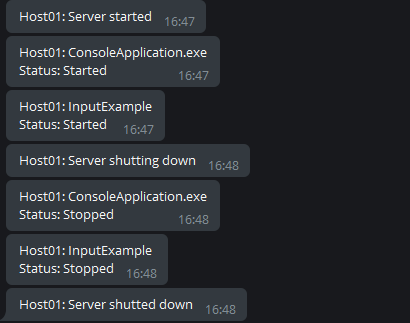 Host01: Server started 16:47
Host01: ConsoleApplication.exe
Status: Started 16:47
Host01: InputExample
Status: Started 16:47
Host01: Server shutting down 16:48
Host01: ConsoleApplication.exe
Status: Stopped 16:48
Host01: InputExample
Status: Stopped 16:48
Host01: Server shutted down 16:48